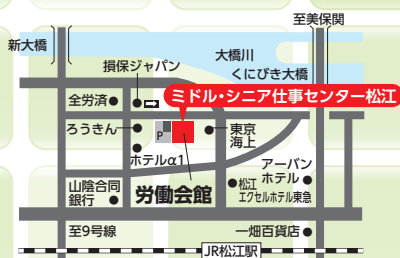 至美保関
新大橋
大橋川
損保ジャパン
くにびき大橋
全労済
ミドル・シニア仕事センター松江
ろうきん
P
東京
海上
ホテルα1
アーバン
ホテル
山陰合同
銀行
労働会館
松江
エクセルホテル東急
至9号線
一畑百貨店
JR松江駅